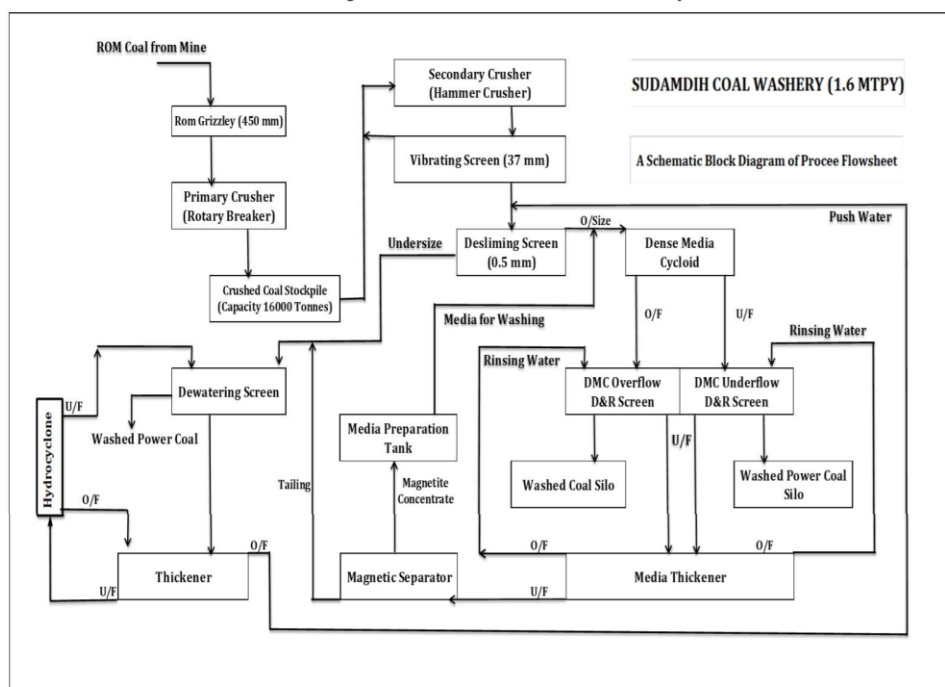 ROM Coal from Mine
Rom Grizzley (450 mm)
Primary Crusher
(Rotary Breaker)
Crushed Coal Stockpile
(Capacity 16000 Tonnes)
Secondary Crusher
(Hammer Crusher)
Vibrating Screen (37 mm)
SUDAMDIH COAL WASHERY (1.6 MTPY)
A Schematic Block Diagram of Procee Flowsheet
Push Water
Undersize
Desliming Screen
(0.5 mm)
O/Size
Dense Media
Cycloid
Media for Washing
O/F
U/F
Rinsing Water
Rinsing Water
Dewatering Screen
U/F
Washed Power Coal
Hydrocyclone
O/F
Media Preparation
Tank
DMC Overflow
D&R Screen
DMC Underflow
D&R Screen
U/F
Washed Coal Silo
Washed Power Coal
Silo
Tailing
Magnetite
Concentrate
Thickener
O/F
U/F
Magnetic Separator
U/F
O/F
Media Thickener
O/F